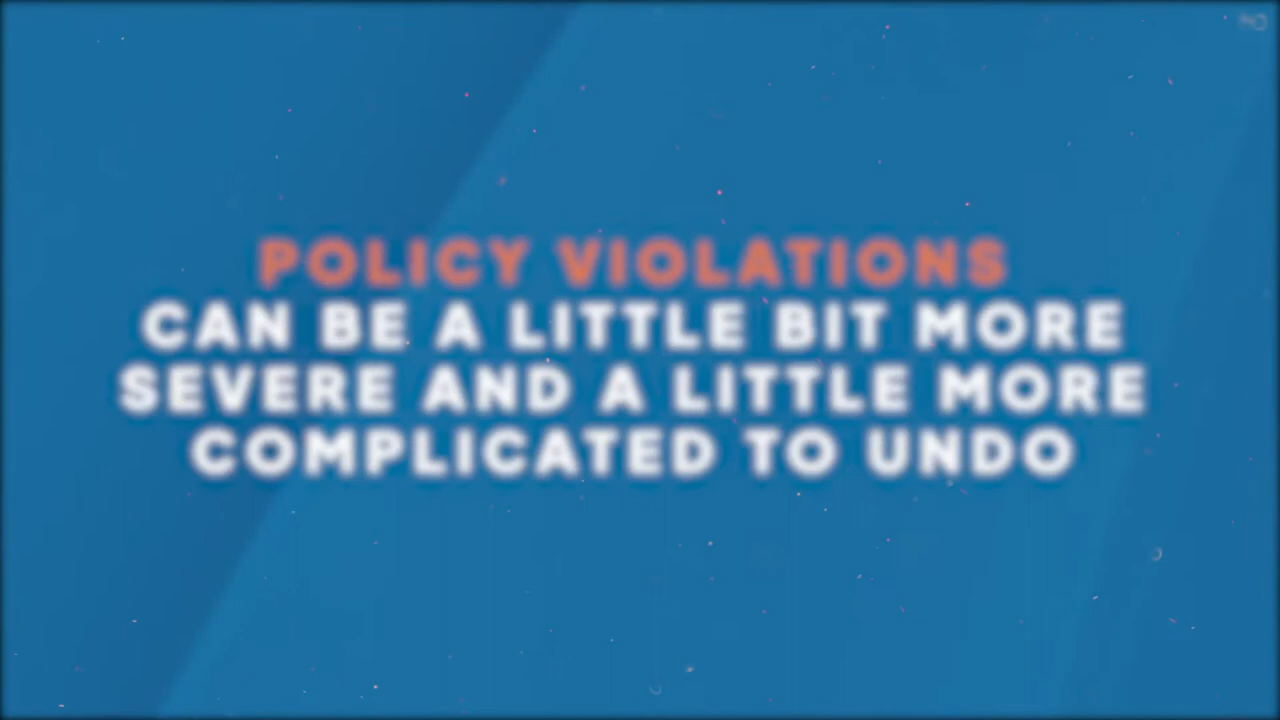 POLICY VIOLATIONS
CAN BE A LITTLE BIT MORE
SEVERE AND A LITTLE MORE
COMPLICATED TO UNDO